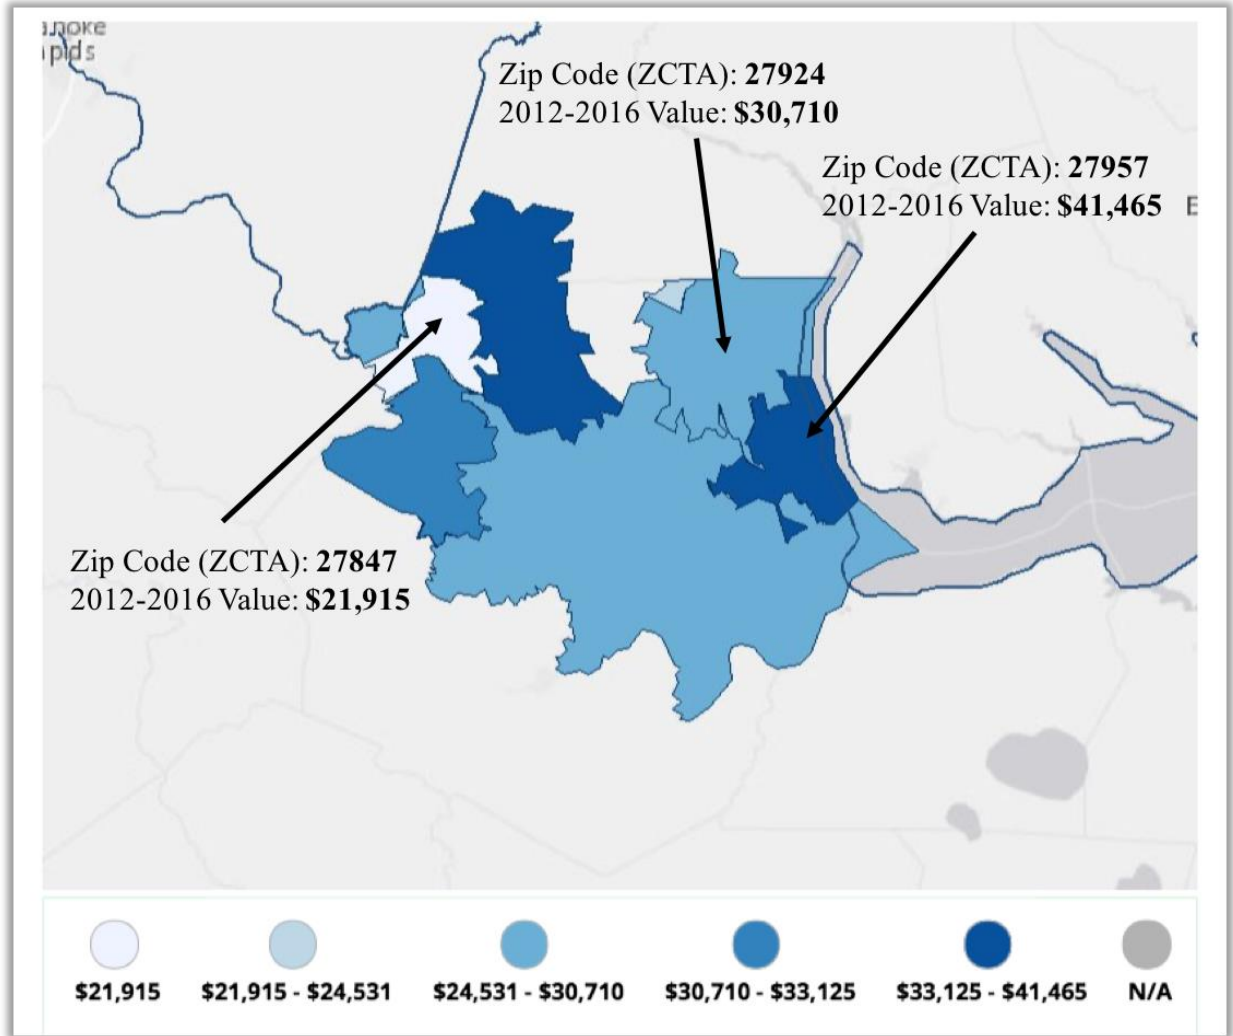 Zip Code (ZCTA): 27924
2012-2016 Value: $30,710
Zip Code (ZCTA): 27957
2012-2016 Value: $41,465
E
Zip Code (ZCTA): 27847
2012-2016 Value: $21,915
$21,915
$21,915 - $24,531
$24,531 - $30,710
$30,710 - $33,125
$33,125 - $41,465
N/A